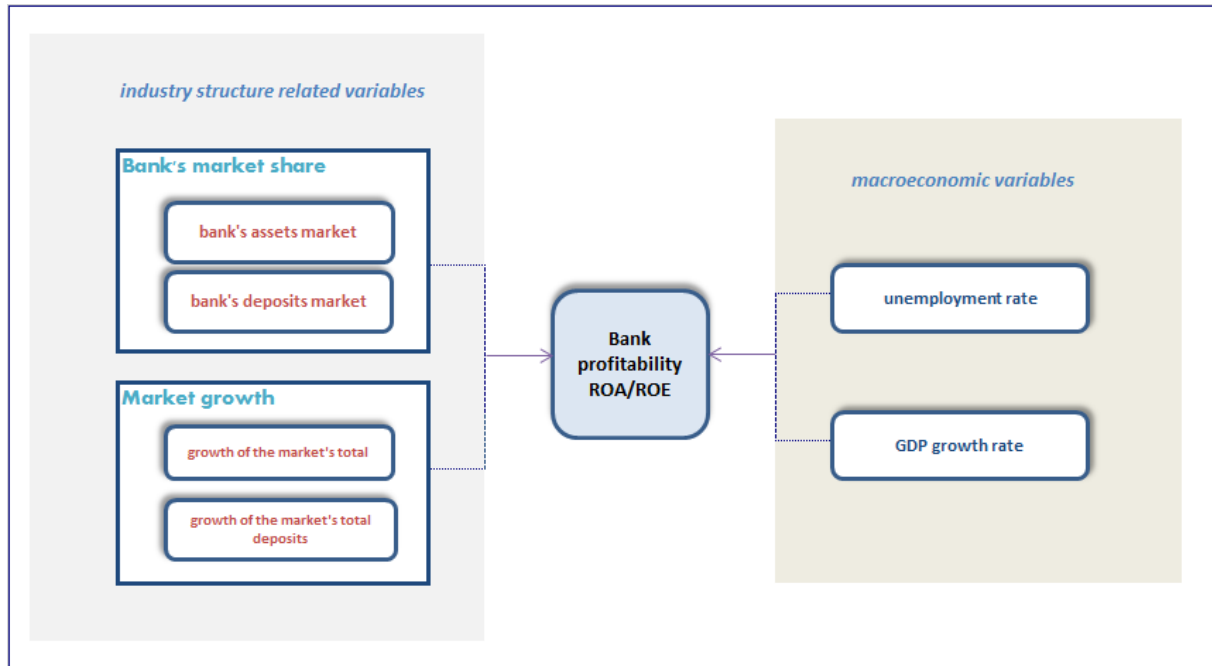 industry structure related variables
Bank's market share
bank's assets market
bank's deposits market
Market growth
growth of the market's total
growth of the market's total
deposits
Bank
profitability
ROA/ROE
macroeconomic variables
unemployment rate
GDP growth rate